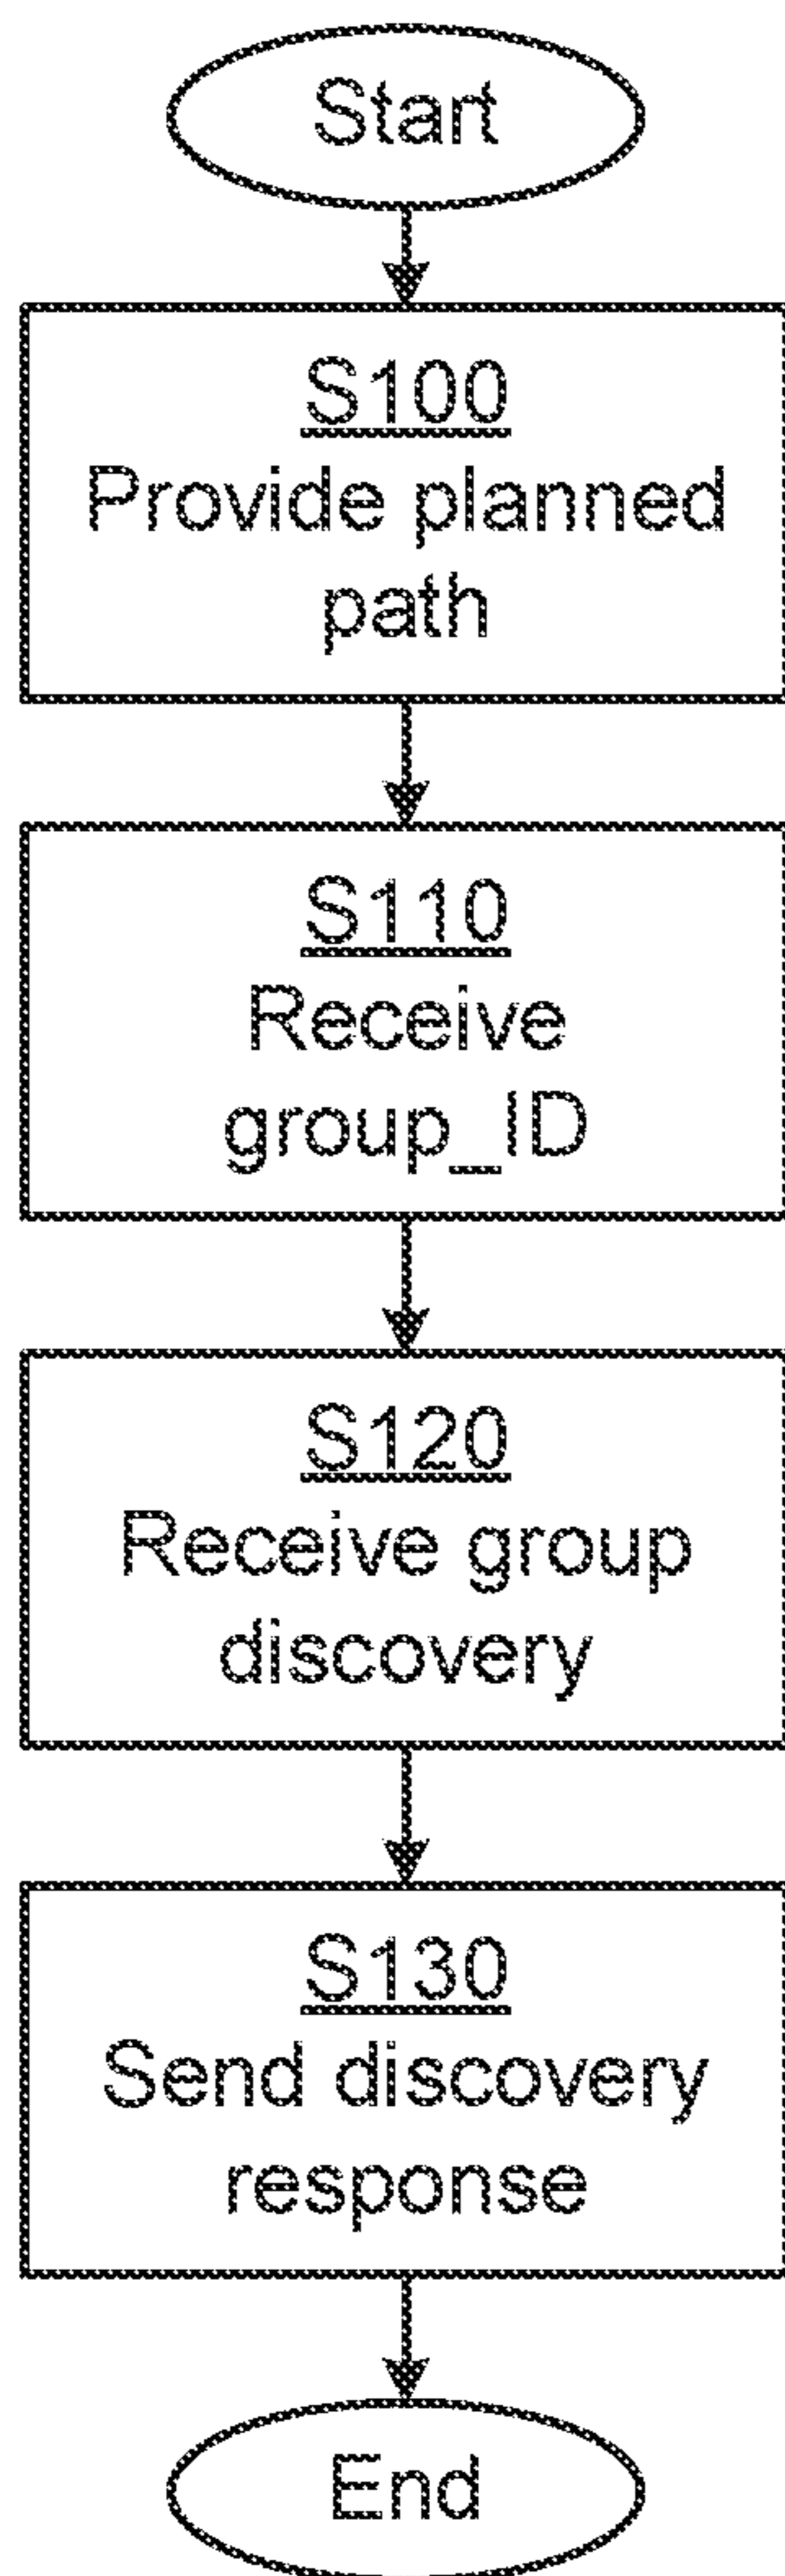 Start
S100
Provide planned
path
S110
Receive
group_ID
S120
Receive group
discovery
S130
Send discovery
response
End